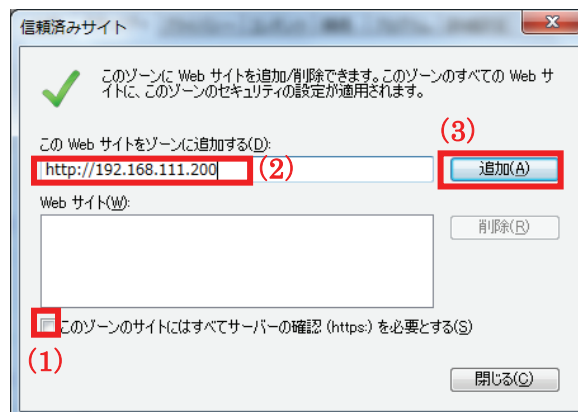 信頼済みサイト
このゾーンに Web サイトを追加/削除できます。このゾーンのすべての Web サ
イトに、このゾーンのセキュリティの設定が適用されます。
(3)
この Web サイトをゾーンに追加する(D):
http://192.168.111.200
(2)
追加(A)
Web サイト(W):
削除(R)
このゾーンのサイトにはすべてサーバーの確認 (https:) を必要とする(S)
(1)
閉じる(C)